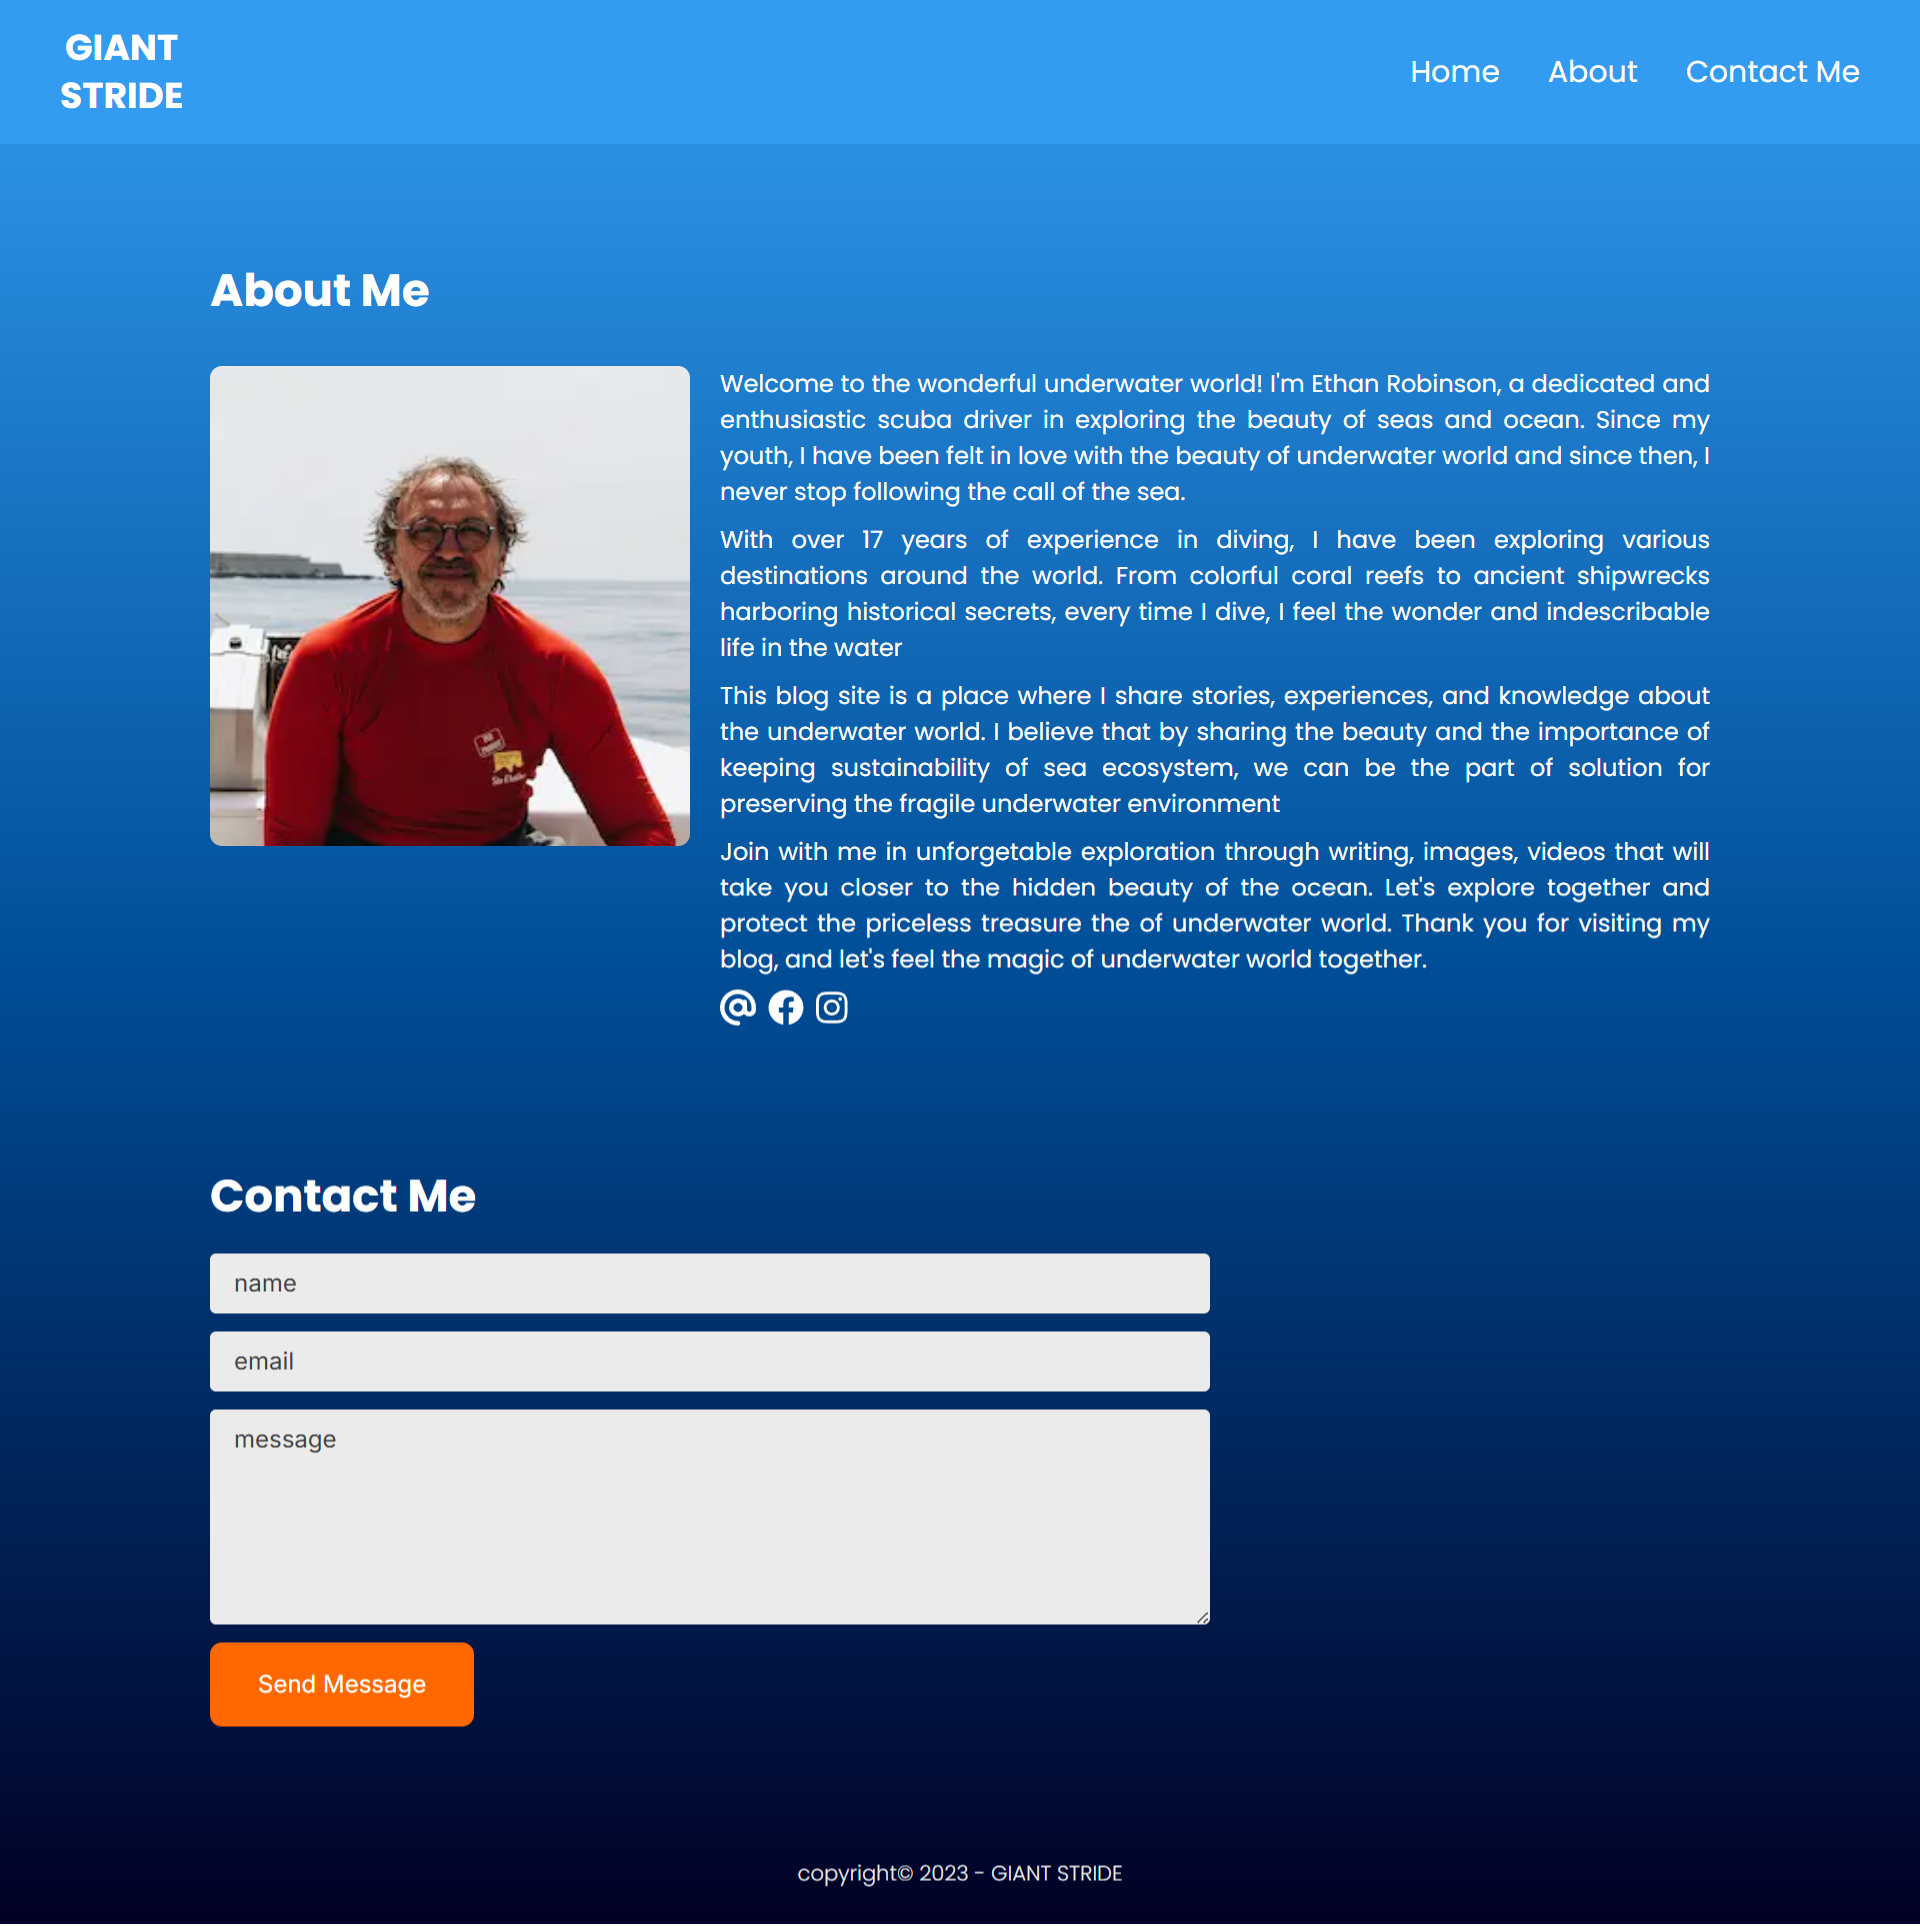 GIANT
STRIDE
Home About Contact Me
About Me
Welcome to the wonderful underwater world! I'm Ethan Robinson, a dedicated and
enthusiastic scuba driver in exploring the beauty of seas and ocean. Since my
youth, I have been felt in love with the beauty of underwater world and since then, I
never stop following the call of the sea.
With over 17 years of experience in diving, I have been exploring various
destinations around the world. From colorful coral reefs to ancient shipwrecks
harboring historical secrets, every time I dive, I feel the wonder and indescribable
life in the water
This blog site is a place where I share stories, experiences, and knowledge about
the underwater world. I believe that by sharing the beauty and the importance of
keeping sustainability of sea ecosystem, we can be the part of solution for
preserving the fragile underwater environment
Join with me in unforgetable exploration through writing, images, videos that will
take you closer to the hidden beauty of the ocean. Let's explore together and
protect the priceless treasure the of underwater world. Thank you for visiting my
blog, and let's feel the magic of underwater world together.
Contact Me
name
email
message
Send Message
copyright© 2023 - GIANT STRIDE